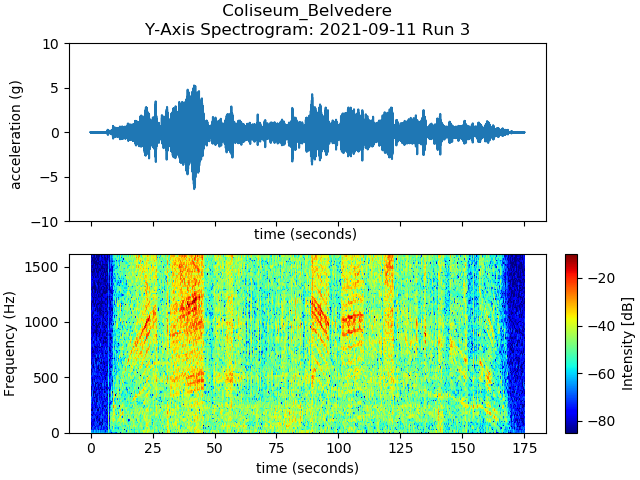 Coliseum_Belvedere
Y-Axis Spectrogram: 2021-09-11 Run 3
10
5
0
−5
−10
acceleration (g)
time (seconds)
1500
1000
500
0
Frequency (Hz)
0 25 50 75 100 125 150 175
time (seconds)
−20
−40
−60
−80
Intensity [dB]